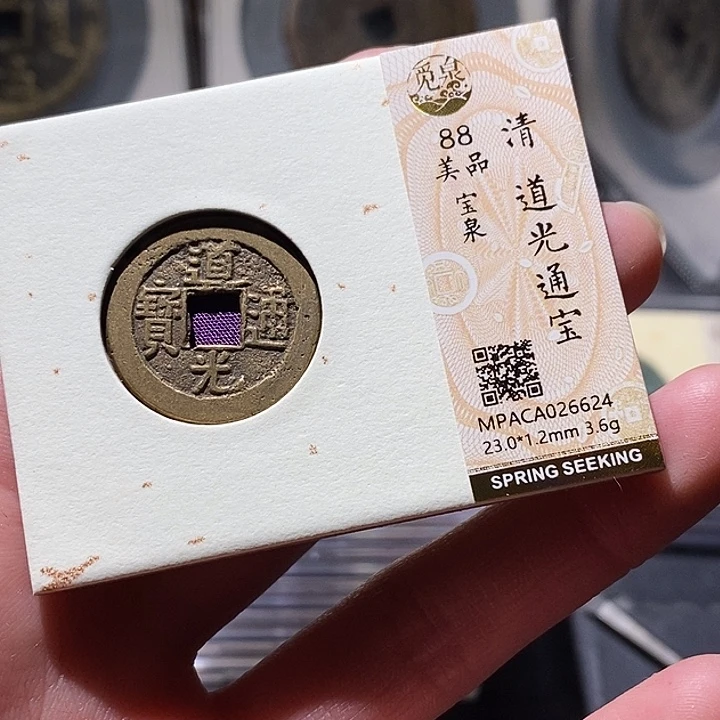 道光通寶
觅泉
88
美品
宝泉
清 道光通宝
MPACA026624
23.0*1.2mm 3.6g
SPRING SEEKING